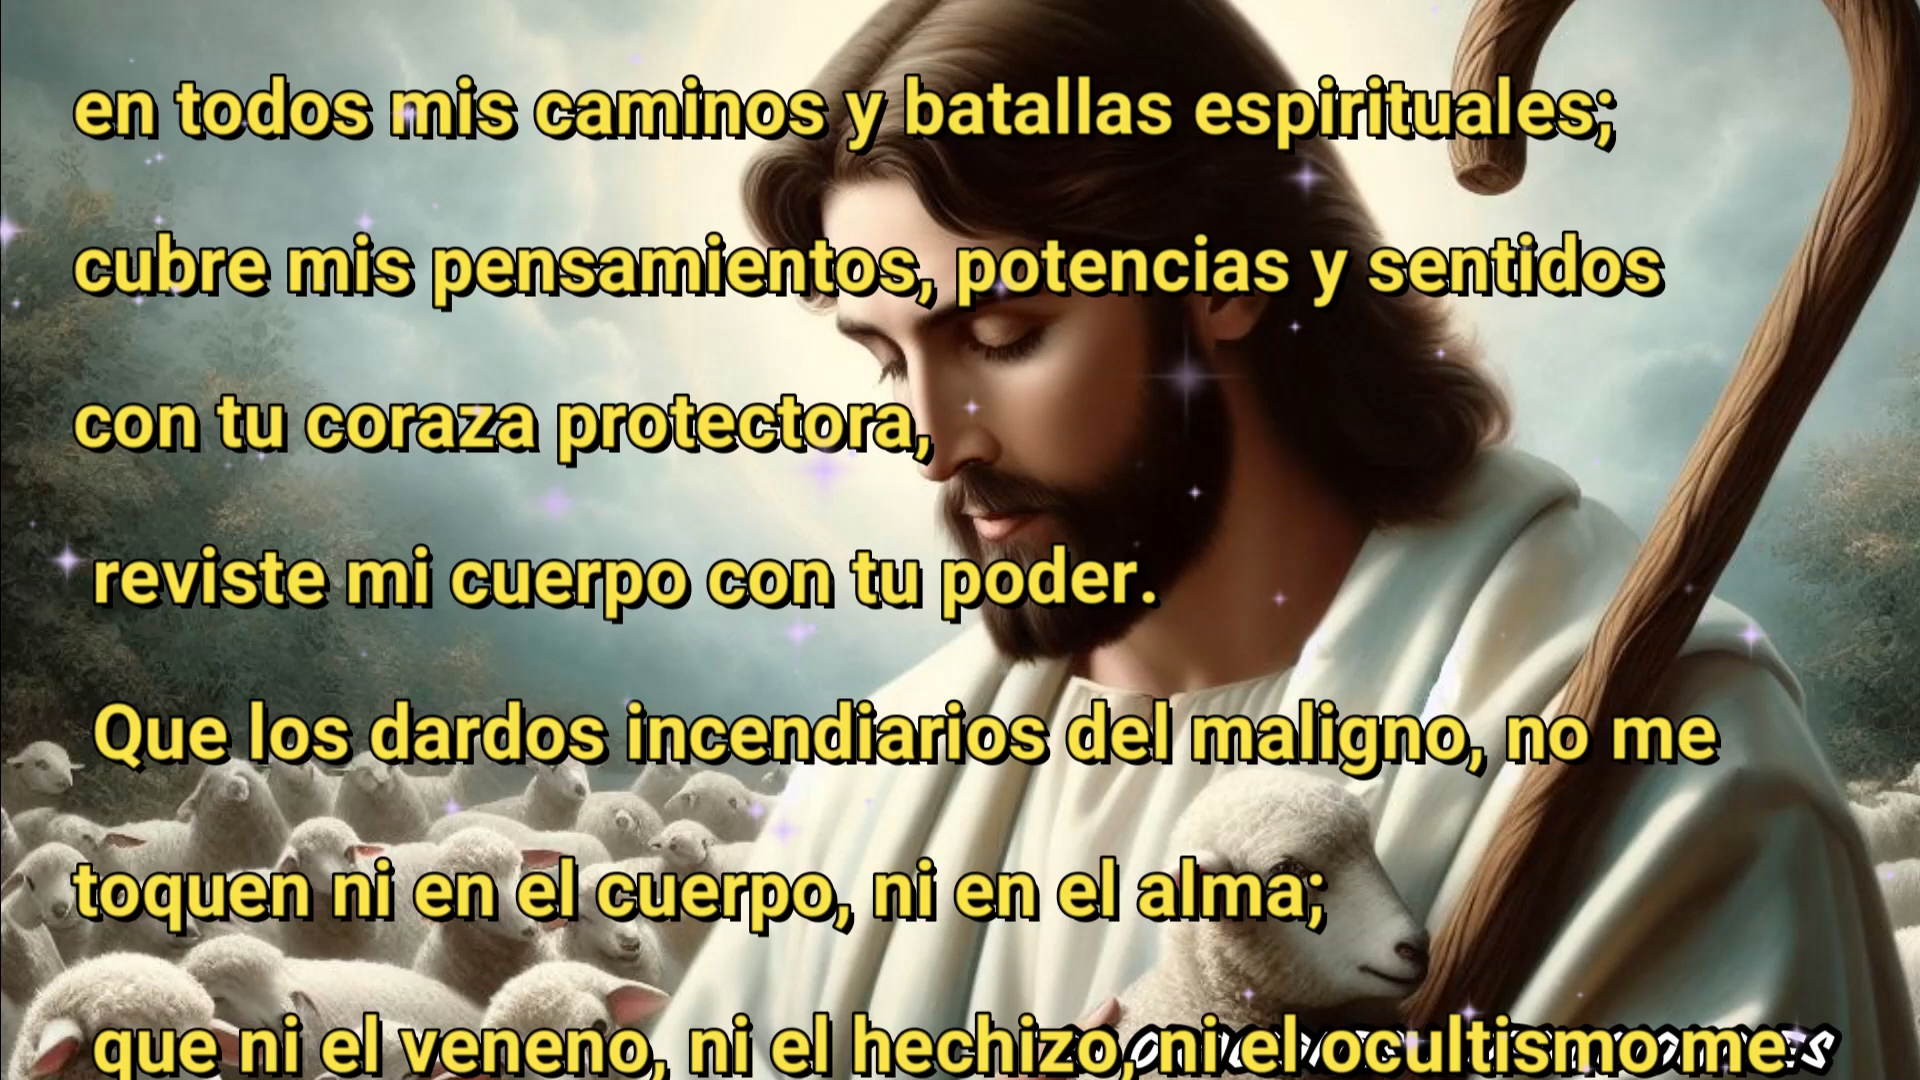 en todos mis caminos y batallas espirituales;
cubre mis pensamientos, potencias y sentidos
con tu coraza protectora,
reviste mi cuerpo con tu poder.
Que los dardos incendiarios del maligno, no me
toquen ni en el cuerpo, ni en el alma;
que ni el veneno, ni el hechizo, ni el ocultismo me